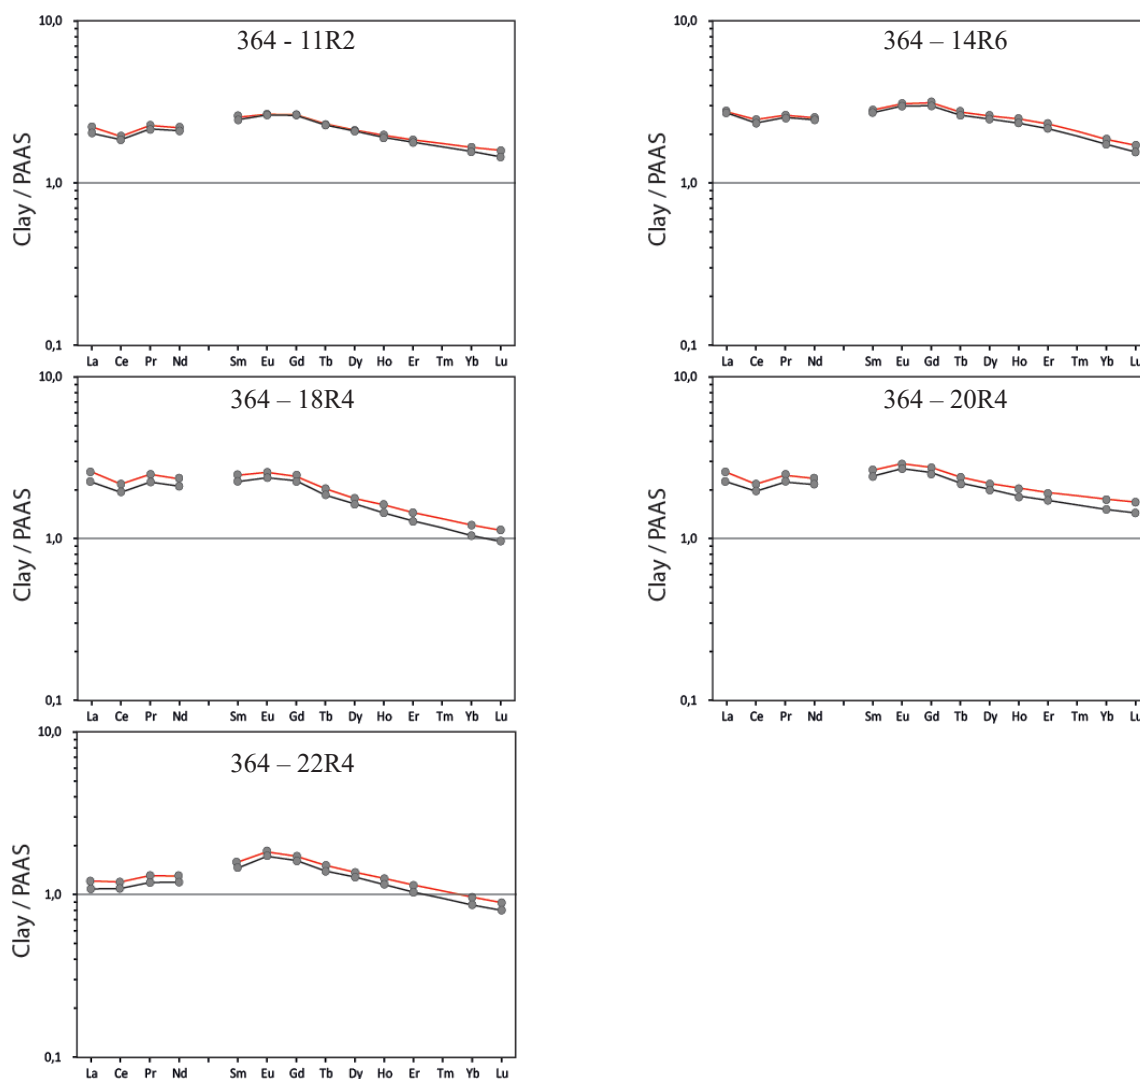 10,0
364 - 11R2
Clay / PAAS
1,0
0,1
La Ce Pr Nd Sm Eu Gd Tb Dy Ho Er Tm Yb Lu
10,0
364 – 14R6
Clay / PAAS
1,0
0,1
La Ce Pr Nd Sm Eu Gd Tb Dy Ho Er Tm Yb Lu
10,0
364 – 18R4
Clay / PAAS
1,0
0,1
La Ce Pr Nd Sm Eu Gd Tb Dy Ho Er Tm Yb Lu
10,0
364 – 20R4
Clay / PAAS
1,0
0,1
La Ce Pr Nd Sm Eu Gd Tb Dy Ho Er Tm Yb Lu
10,0
364 – 22R4
Clay / PAAS
1,0
0,1
La Ce Pr Nd Sm Eu Gd Tb Dy Ho Er Tm Yb Lu